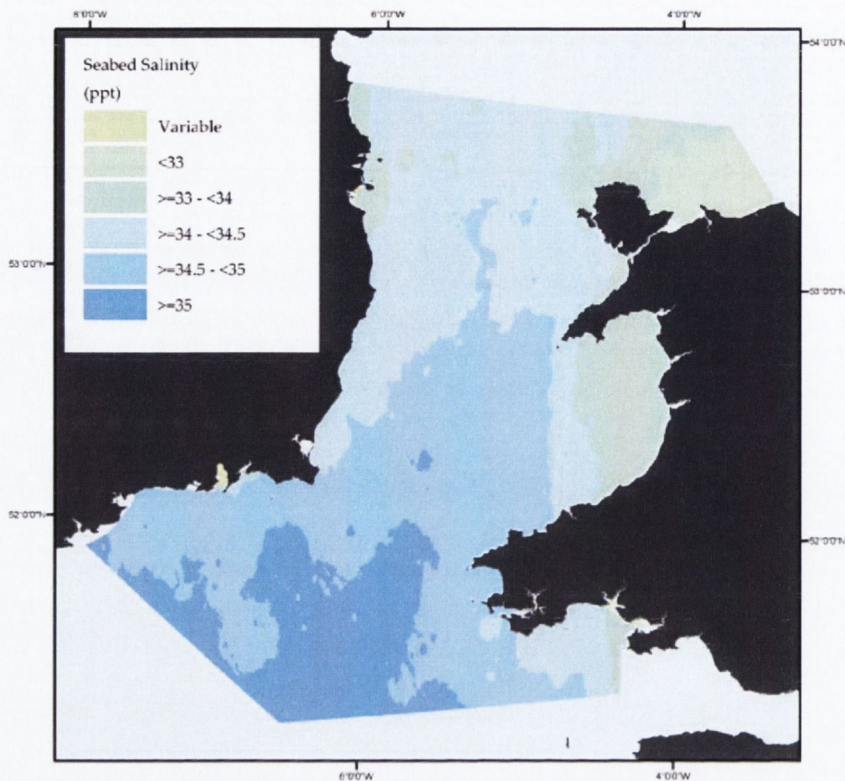 8°0'0"W 6°0'0"W 4°0'0"W
54°0'0"N
Seabed Salinity
(ppt)
Variable
<33
>=33 - <34
>=34 - <34.5
>=34.5 - <35
>=35
53°0'0"N 53°0'0"N
52°0'0"N 52°0'0"N
6°0'0"W 4°0'0"W